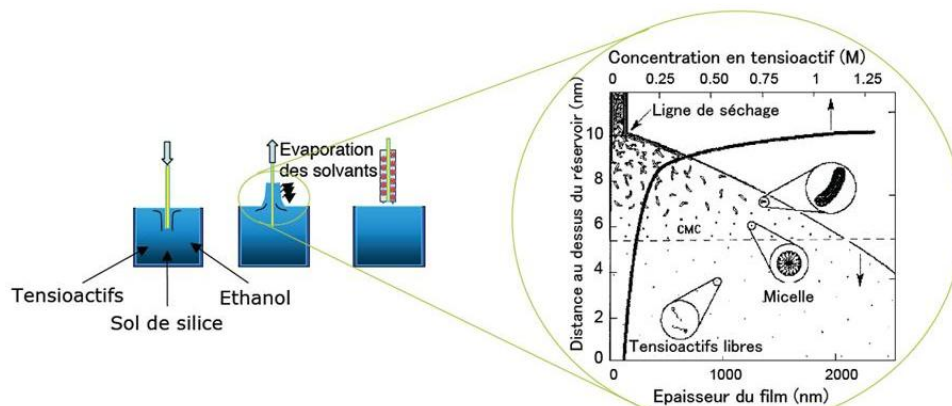 Evaporation
des solvants
Tensioactifs
Ethanol
Sol de silice
Concentration en tensioactif (M)
0 0.25 0.50 0.75 1 1.25
Distance au dessus du réservoir (nm)
10
8
6
4
2
0
Ligne de séchage
CMC
Micelle
Tensioactifs libres
0 1000 2000
Epaisseur du film (nm)